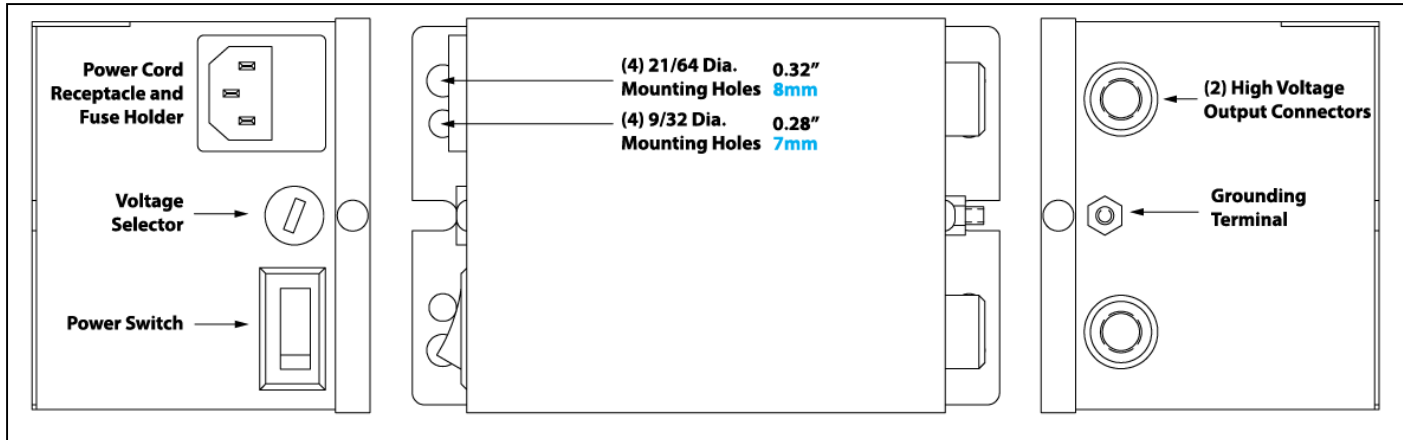 Power Cord
Receptacle and
Fuse Holder
Voltage
Selector
Power Switch
(4) 21/64 Dia. 0.32"
Mounting Holes 8mm
(4) 9/32 Dia. 0.28"
Mounting Holes 7mm
(2) High Voltage
Output Connectors
Grounding
Terminal